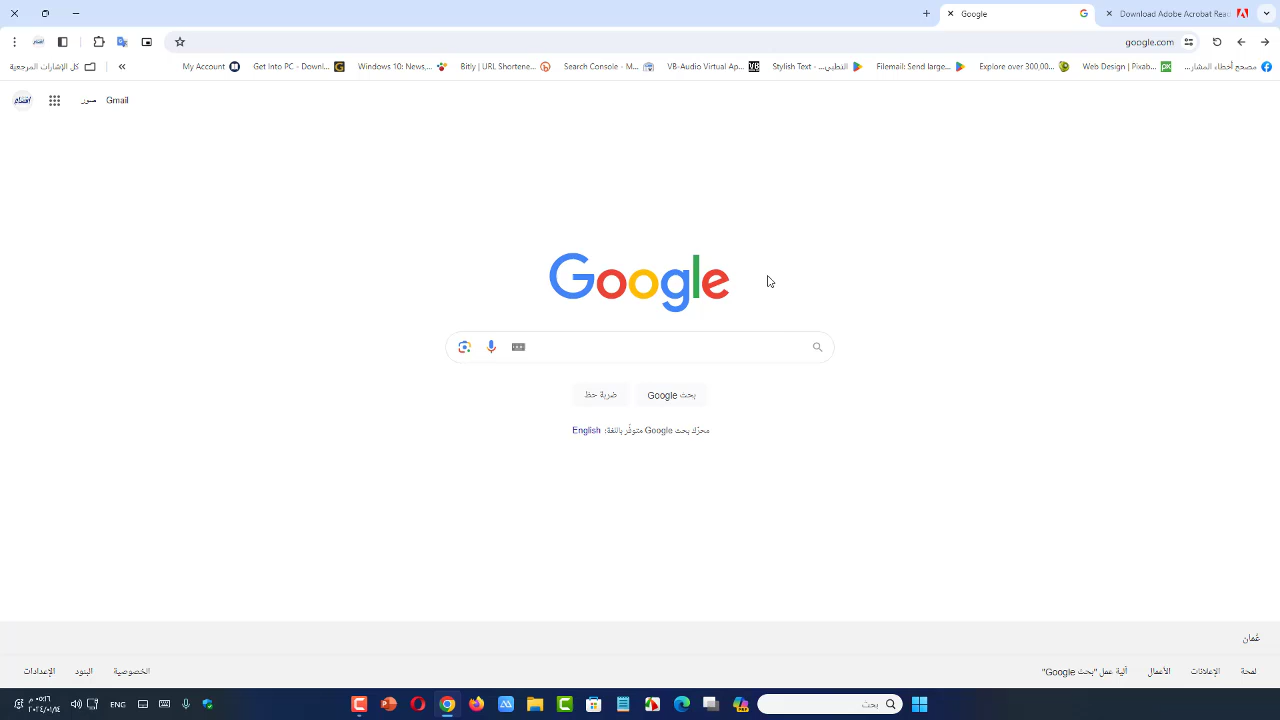 Download Adobe Acrobat Rea
Google
google.com
مصحح أخطاء المشار...
Web Design | Pixab...
Explore over 300,00...
Filemail: Send large...
Stylish Text - ...التطبي
VB-Audio Virtual Ap...
Search Console - M...
Bitly | URL Shortene...
Windows 10: News,...
Get Into PC - Downl...
My Account
»
كل الإشارات المرجعية
Gmail
صور
Google
بحث Google
ضربة حظ
محرّك بحث Google متوفّر باللغة: English
عُمان
لمحة
الإعلانات
الأعمال
آلية عمل "بحث Google"
الخصوصية
البنود
الإعدادات
بحث
ENG